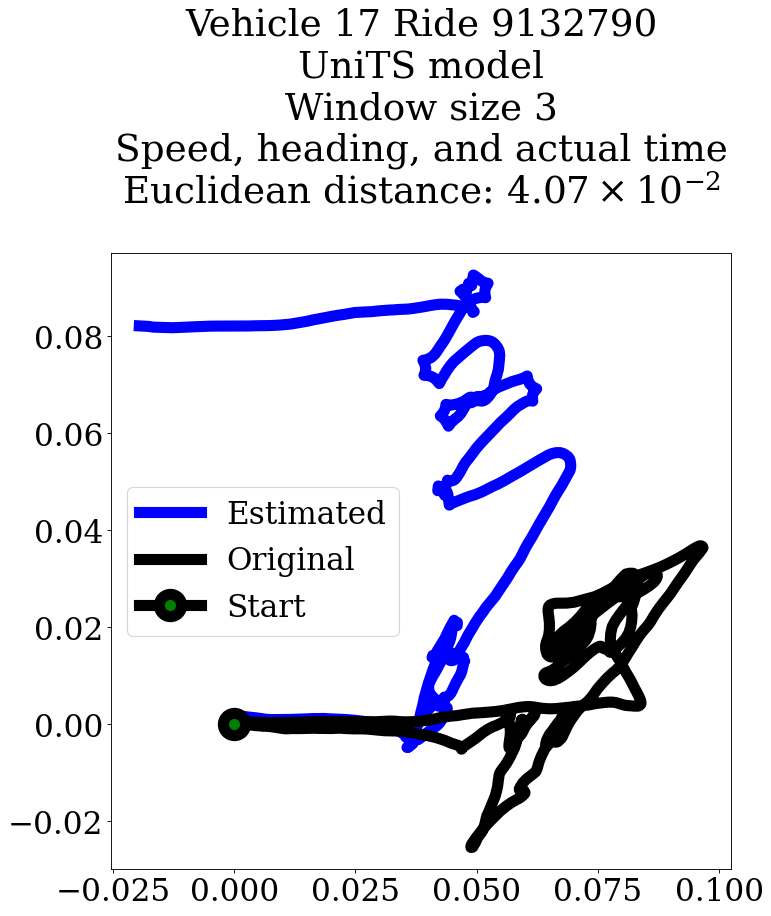 Vehicle 17 Ride 9132790
UniTS model
Window size 3
Speed, heading, and actual time
Euclidean distance: 4.07 × 10⁻²
0.08
0.06
0.04
0.02
0.00
−0.02
Estimated
Original
Start
−0.025 0.000 0.025 0.050 0.075 0.100